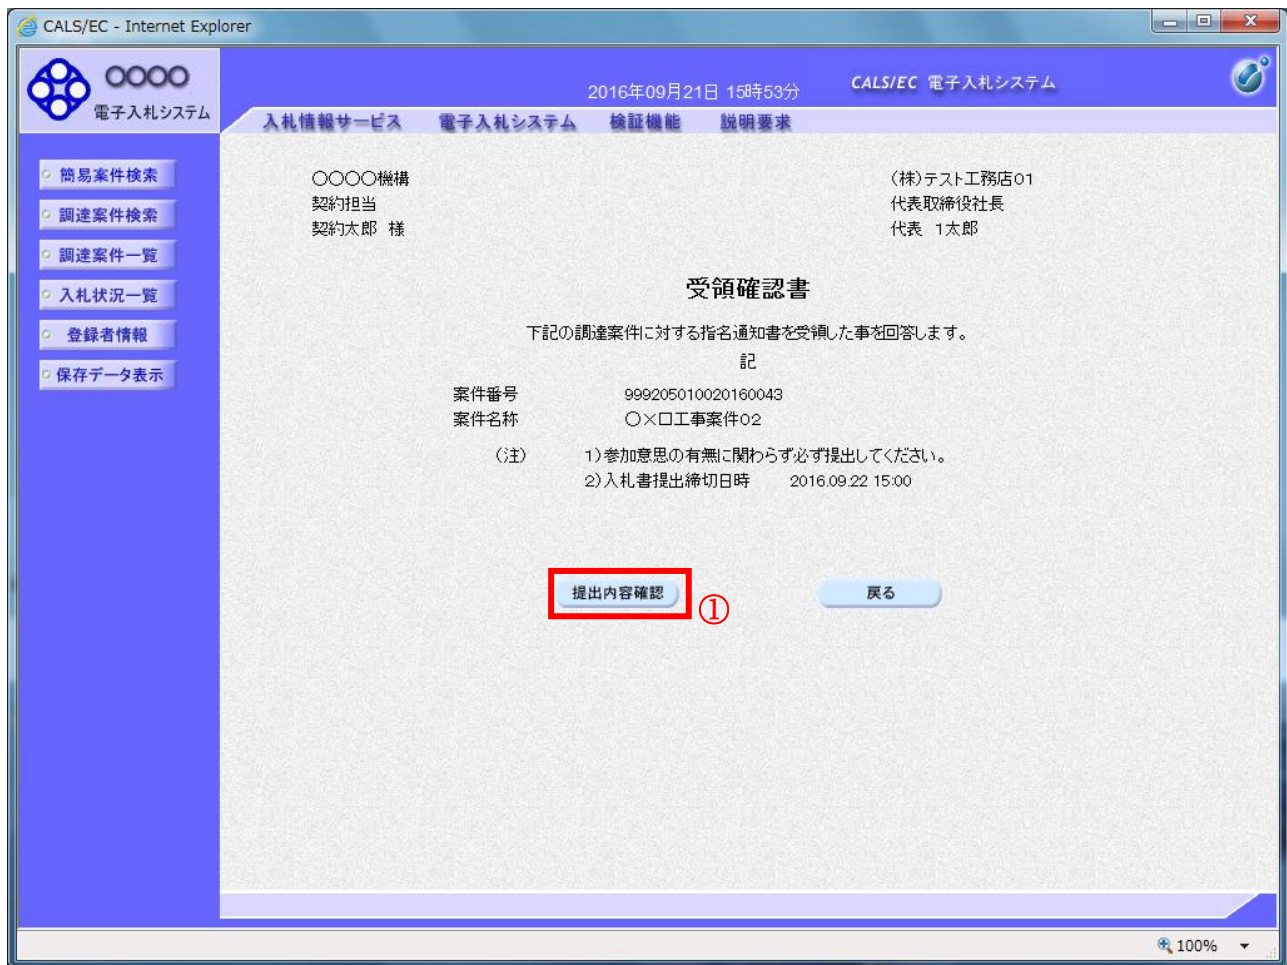 CALS/EC - Internet Explorer
〇〇〇〇
電子入札システム
2016年09月21日 15時53分
CALS/EC 電子入札システム
入札情報サービス 電子入札システム 検証機能 説明要求
簡易案件検索
調達案件検索
調達案件一覧
入札状況一覧
登録者情報
保存データ表示
〇〇〇〇機構
契約担当
契約太郎 様
(株)テスト工務店01
代表取締役社長
代表 1太郎
受領確認書
下記の調達案件に対する指名通知書を受領した事を回答します。
記
案件番号 999205010020160043
案件名称 〇×口工事案件02
(注) 1)参加意思の有無に関わらず必ず提出してください。
2)入札書提出締切日時 2016.09.22 15:00
提出内容確認
①
戻る
100%